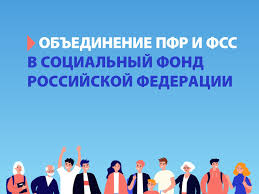 ОБЪЕДИНЕНИЕ ПФР И ФСС
В СОЦИАЛЬНЫЙ ФОНД
РОССИЙСКОЙ ФЕДЕРАЦИИ